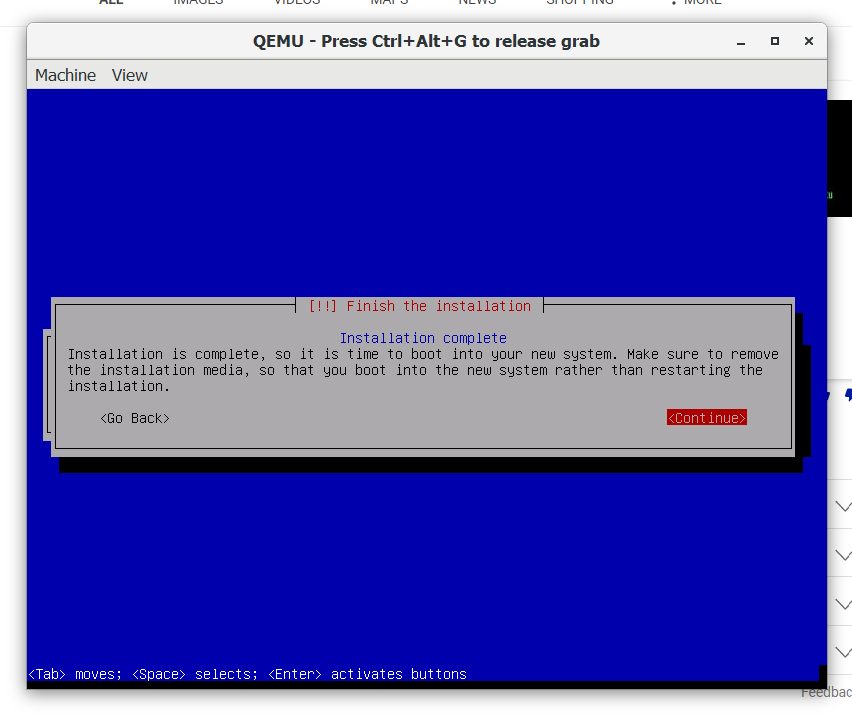 ALL IMAGES VIDEOS MAPS NEWS SHOPPING MORE
QEMU - Press Ctrl+Alt+G to release grab
Machine View
[!!] Finish the installation
Installation complete
Installation is complete, so it is time to boot into your new system. Make sure to remove
the installation media, so that you boot into the new system rather than restarting the
installation.
<Go Back> <Continue>
<Tab> moves; <Space> selects; <Enter> activates buttons
Feedbac